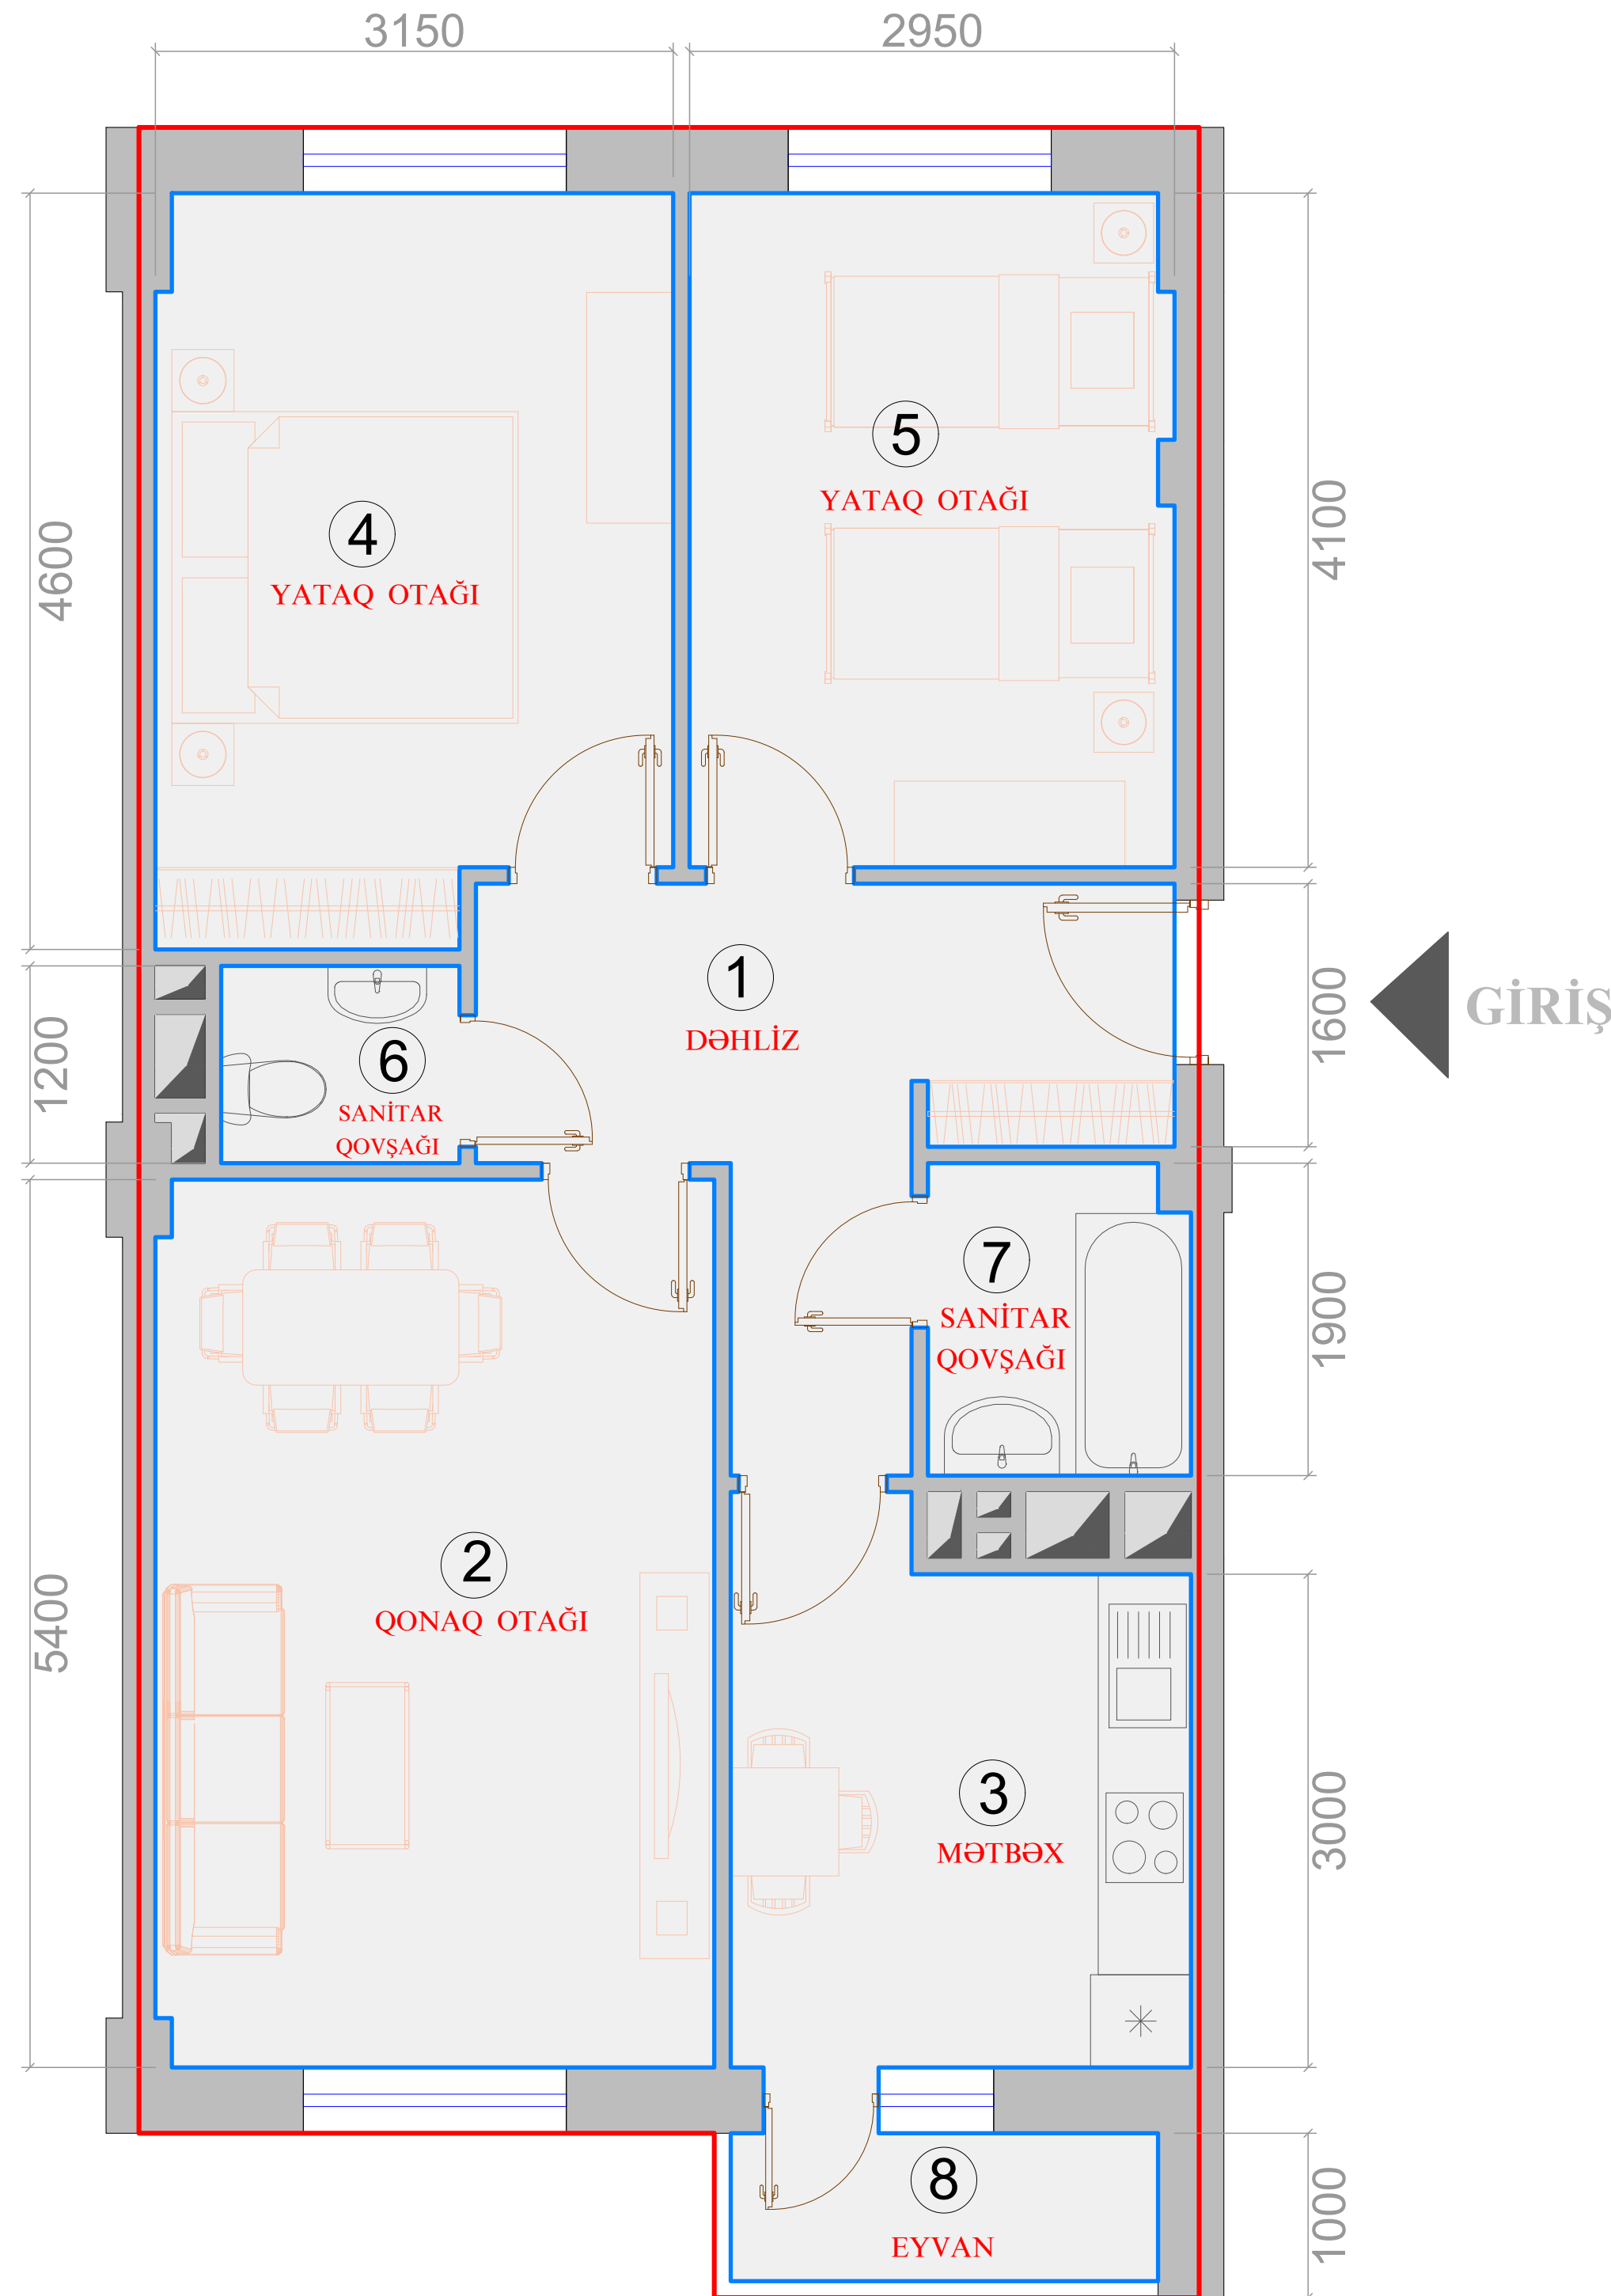 3150
2950
4600
4100
5
YATAQ OTAĞI
4
YATAQ OTAĞI
1
DƏHLİZ
1600
GİRİŞ
1200
6
SANİTAR
QOVŞAĞI
7
SANİTAR
QOVŞAĞI
1900
2
QONAQ OTAĞI
5400
3
MƏTBƏX
3000
8
EYVAN
1000